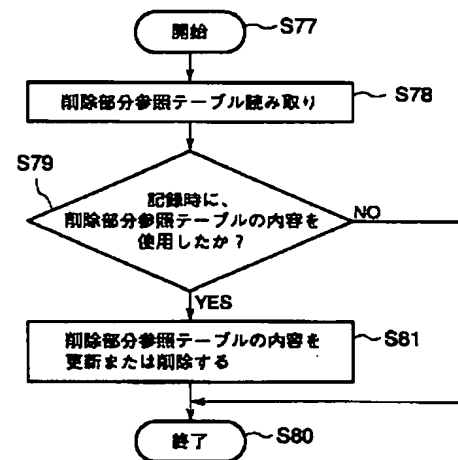 開始
S77
削除部分参照テーブル読み取り
S78
S79
記録時に、
削除部分参照テーブルの内容を
使用したか?
NO
YES
削除部分参照テーブルの内容を
更新または削除する
S81
終了
S80